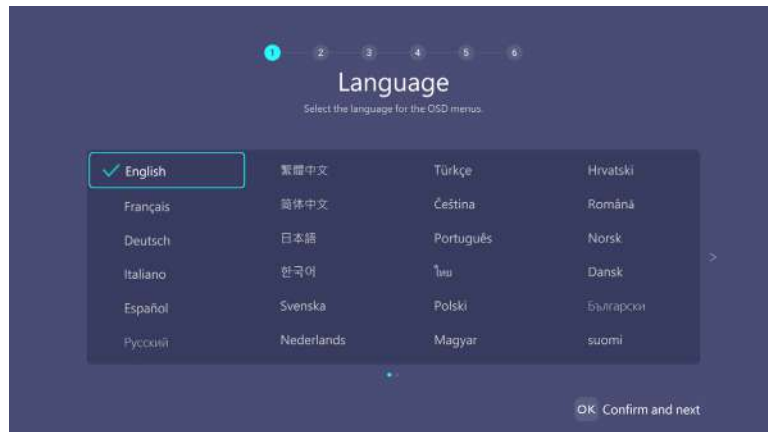 1 2 3 4 5 6
Language
Select the language for the OSD menus.
English 繁體中文 Türkçe Hrvatski
Français 简体中文 Čeština Română
Deutsch 日本語 Português Norsk
Italiano 한국어 ไทย Dansk
Español Svenska Polski Български
Русский Nederlands Magyar suomi
>
OK Confirm and next